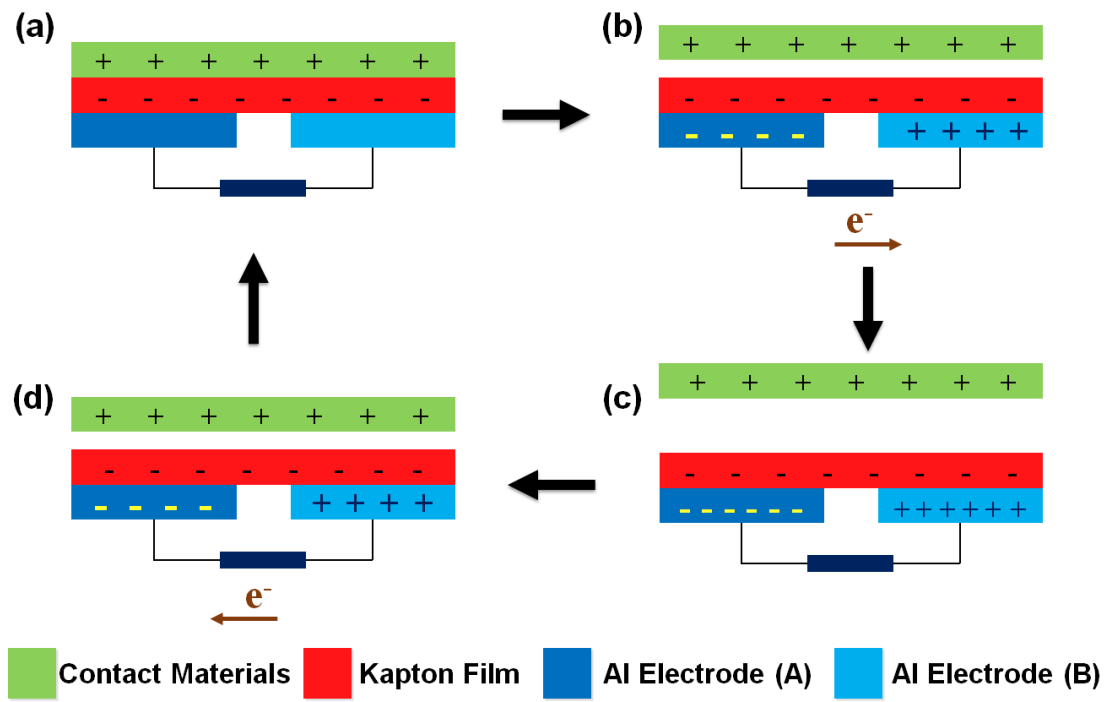 (a)
+ + + + + + +
- - - - - - - -
(b)
+ + + + + + +
- - - - - - - -
- - - - + + + +
e-
(d)
+ + + + + + +
- - - - - - - -
- - - - + + + +
e-
(c)
+ + + + + + +
- - - - - - - -
- - - - - - + + + + + +
Contact Materials Kapton Film Al Electrode (A) Al Electrode (B)